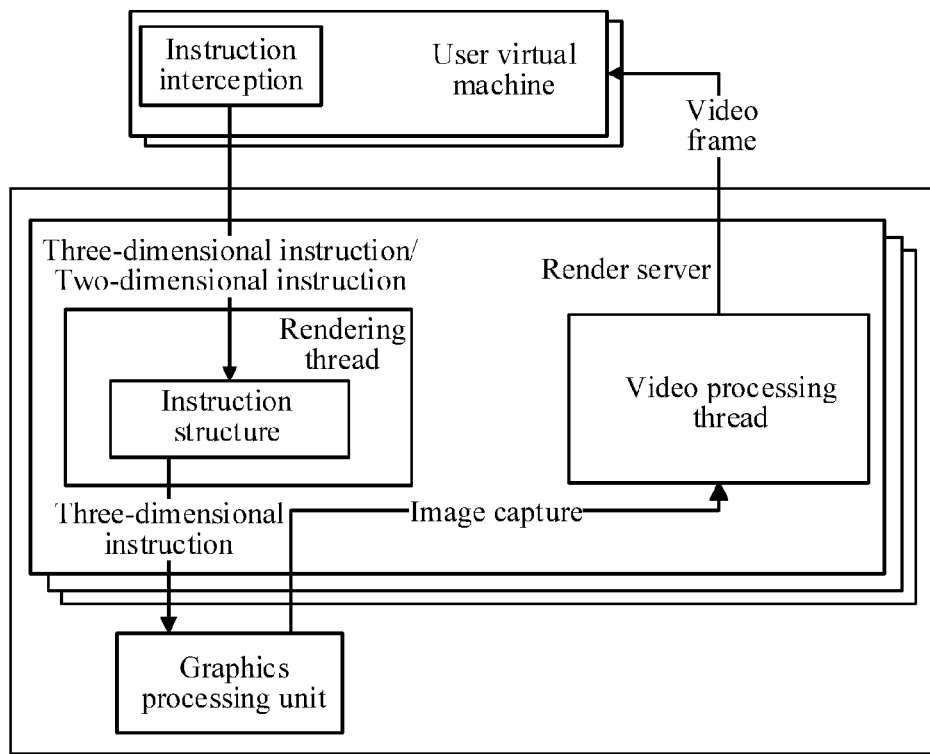 Instruction
interception
User virtual
machine
Video
frame
Three-dimensional instruction/
Two-dimensional instruction
Render server
Rendering
thread
Instruction
structure
Video processing
thread
Three-dimensional
instruction
Image capture
Graphics
processing unit